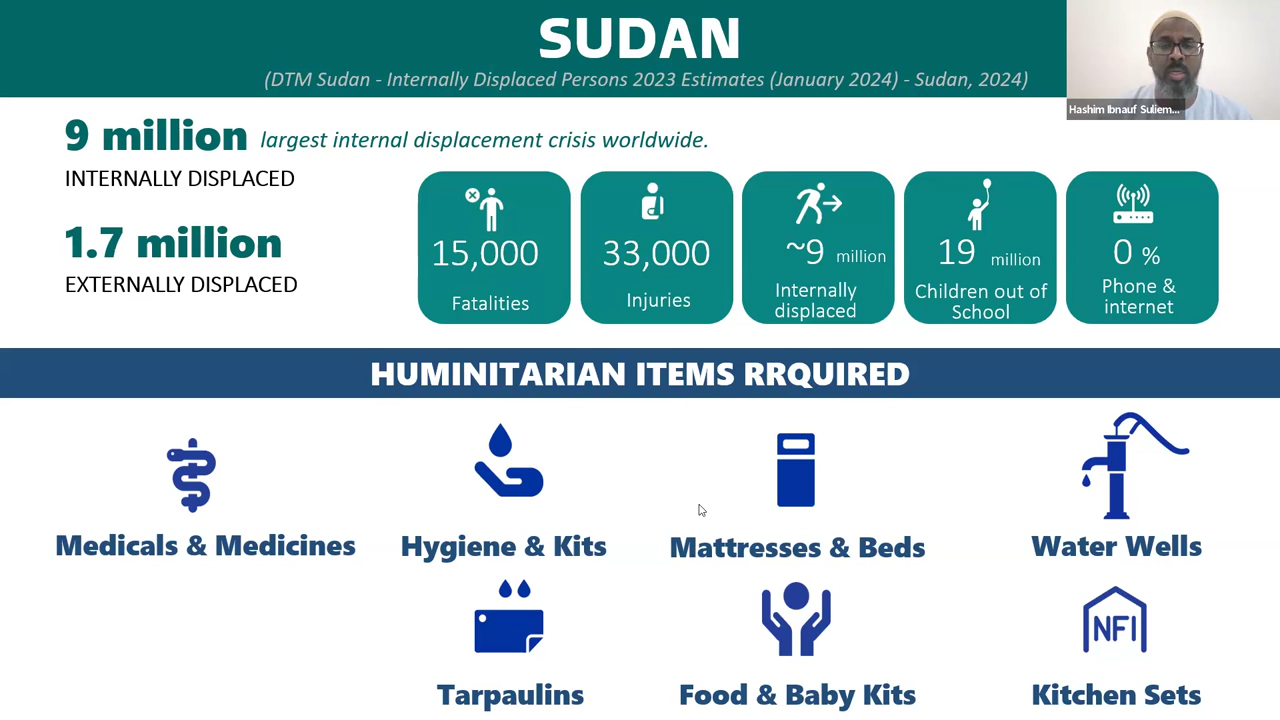 SUDAN
(DTM Sudan - Internally Displaced Persons 2023 Estimates (January 2024) - Sudan, 2024)
Hashim Ibnauf Suliem...
9 million largest internal displacement crisis worldwide.
INTERNALLY DISPLACED
1.7 million
EXTERNALLY DISPLACED
15,000
Fatalities
33,000
Injuries
~9 million
Internally
displaced
19 million
Children out of
School
0 %
Phone &
internet
HUMINITARIAN ITEMS RRQUIRED
Medicals & Medicines
Hygiene & Kits
Mattresses & Beds
Water Wells
Tarpaulins
Food & Baby Kits
NFI
Kitchen Sets